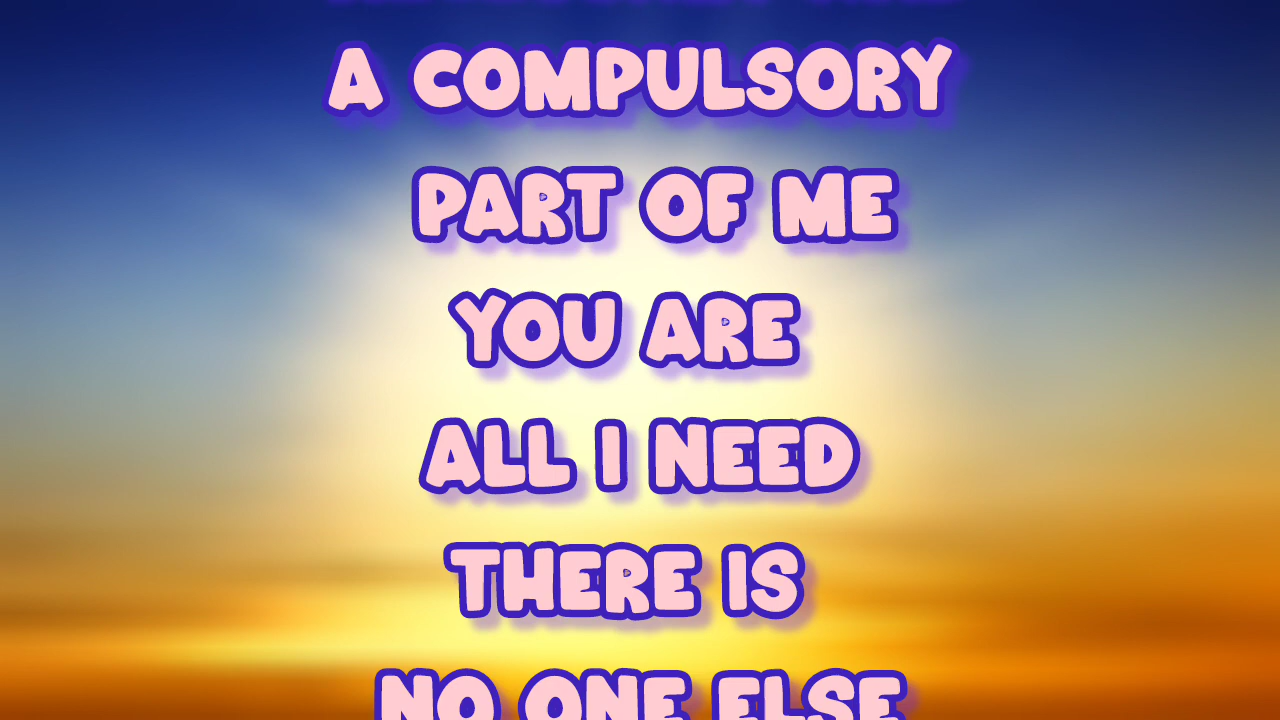 A COMPULSORY
PART OF ME
YOU ARE
ALL I NEED
THERE IS
NO ONE ELSE